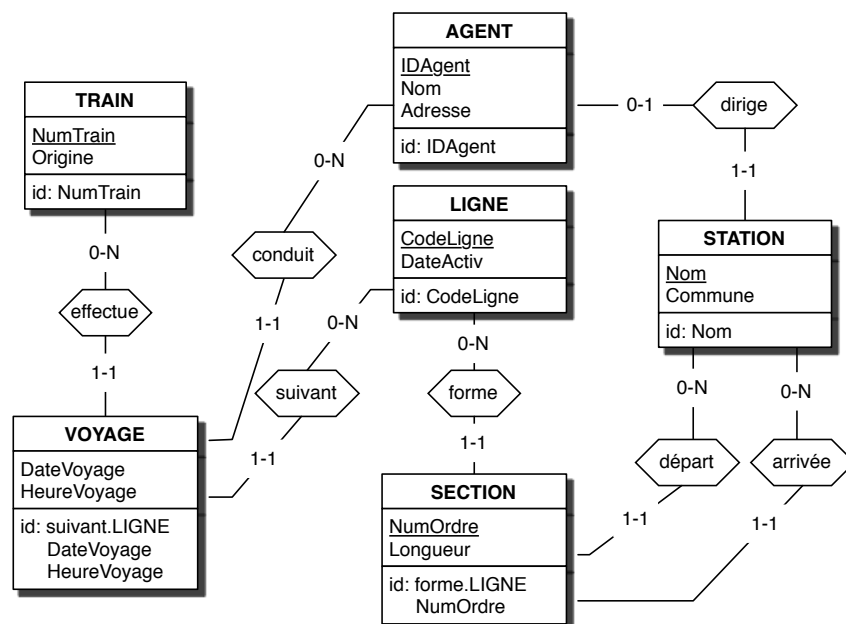 AGENT
IDAgent
Nom
Adresse
id: IDAgent
0-1
dirige
1-1
TRAIN
NumTrain
Origine
id: NumTrain
0-N
effectue
1-1
0-N
conduit
1-1
LIGNE
CodeLigne
DateActiv
id: CodeLigne
0-N
suivant
1-1
0-N
forme
1-1
STATION
Nom
Commune
id: Nom
0-N
0-N
départ
arrivée
1-1
1-1
VOYAGE
DateVoyage
HeureVoyage
id: suivant.LIGNE
DateVoyage
HeureVoyage
SECTION
NumOrdre
Longueur
id: forme.LIGNE
NumOrdre